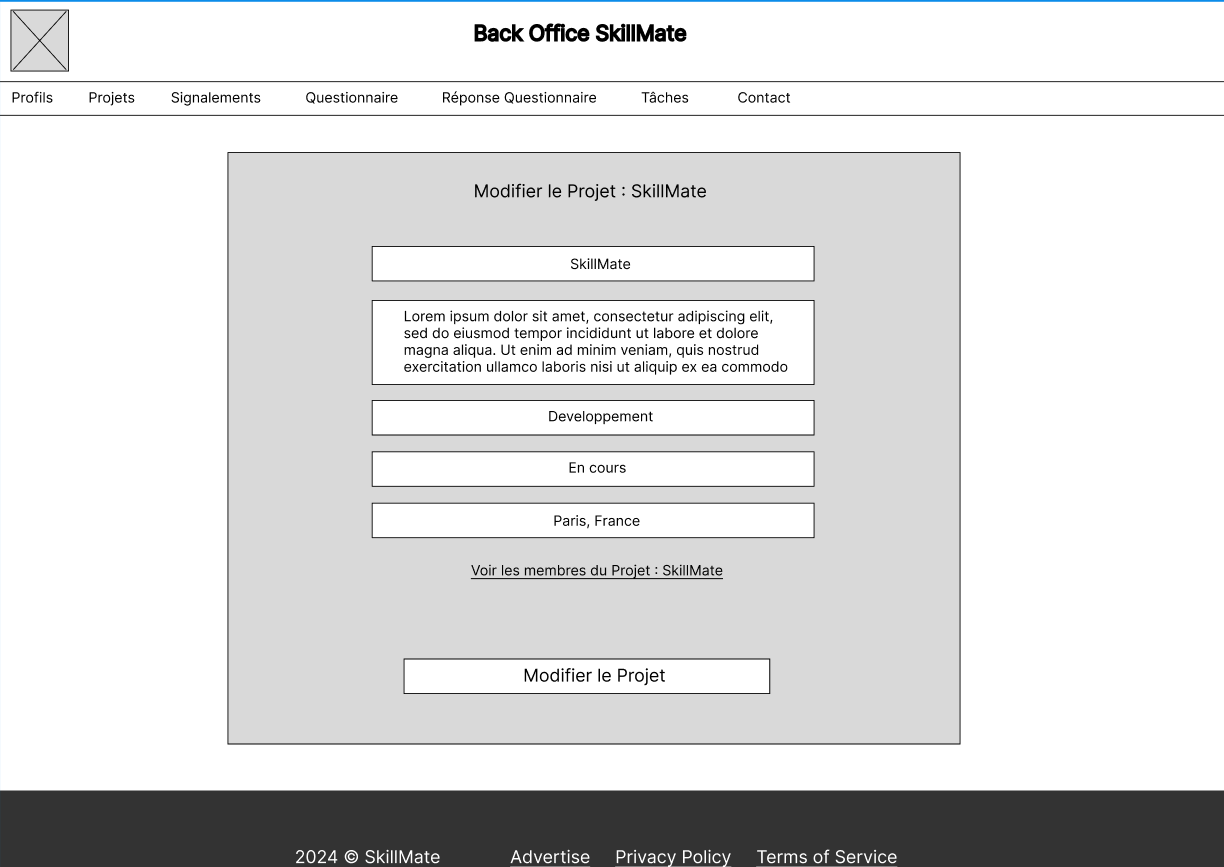 Back Office SkillMate
Profils Projets Signalements Questionnaire Réponse Questionnaire Tâches Contact
Modifier le Projet : SkillMate
SkillMate
Lorem ipsum dolor sit amet, consectetur adipiscing elit,
sed do eiusmod tempor incididunt ut labore et dolore
magna aliqua. Ut enim ad minim veniam, quis nostrud
exercitation ullamco laboris nisi ut aliquip ex ea commodo
Developpement
En cours
Paris, France
Voir les membres du Projet : SkillMate
Modifier le Projet
2024 © SkillMate Advertise Privacy Policy Terms of Service